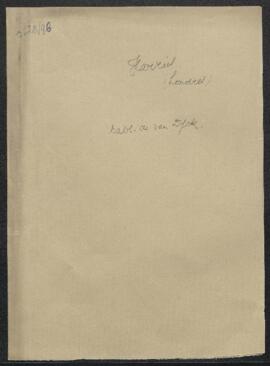 Harris
(Londres)
tabl. de van Dyck.